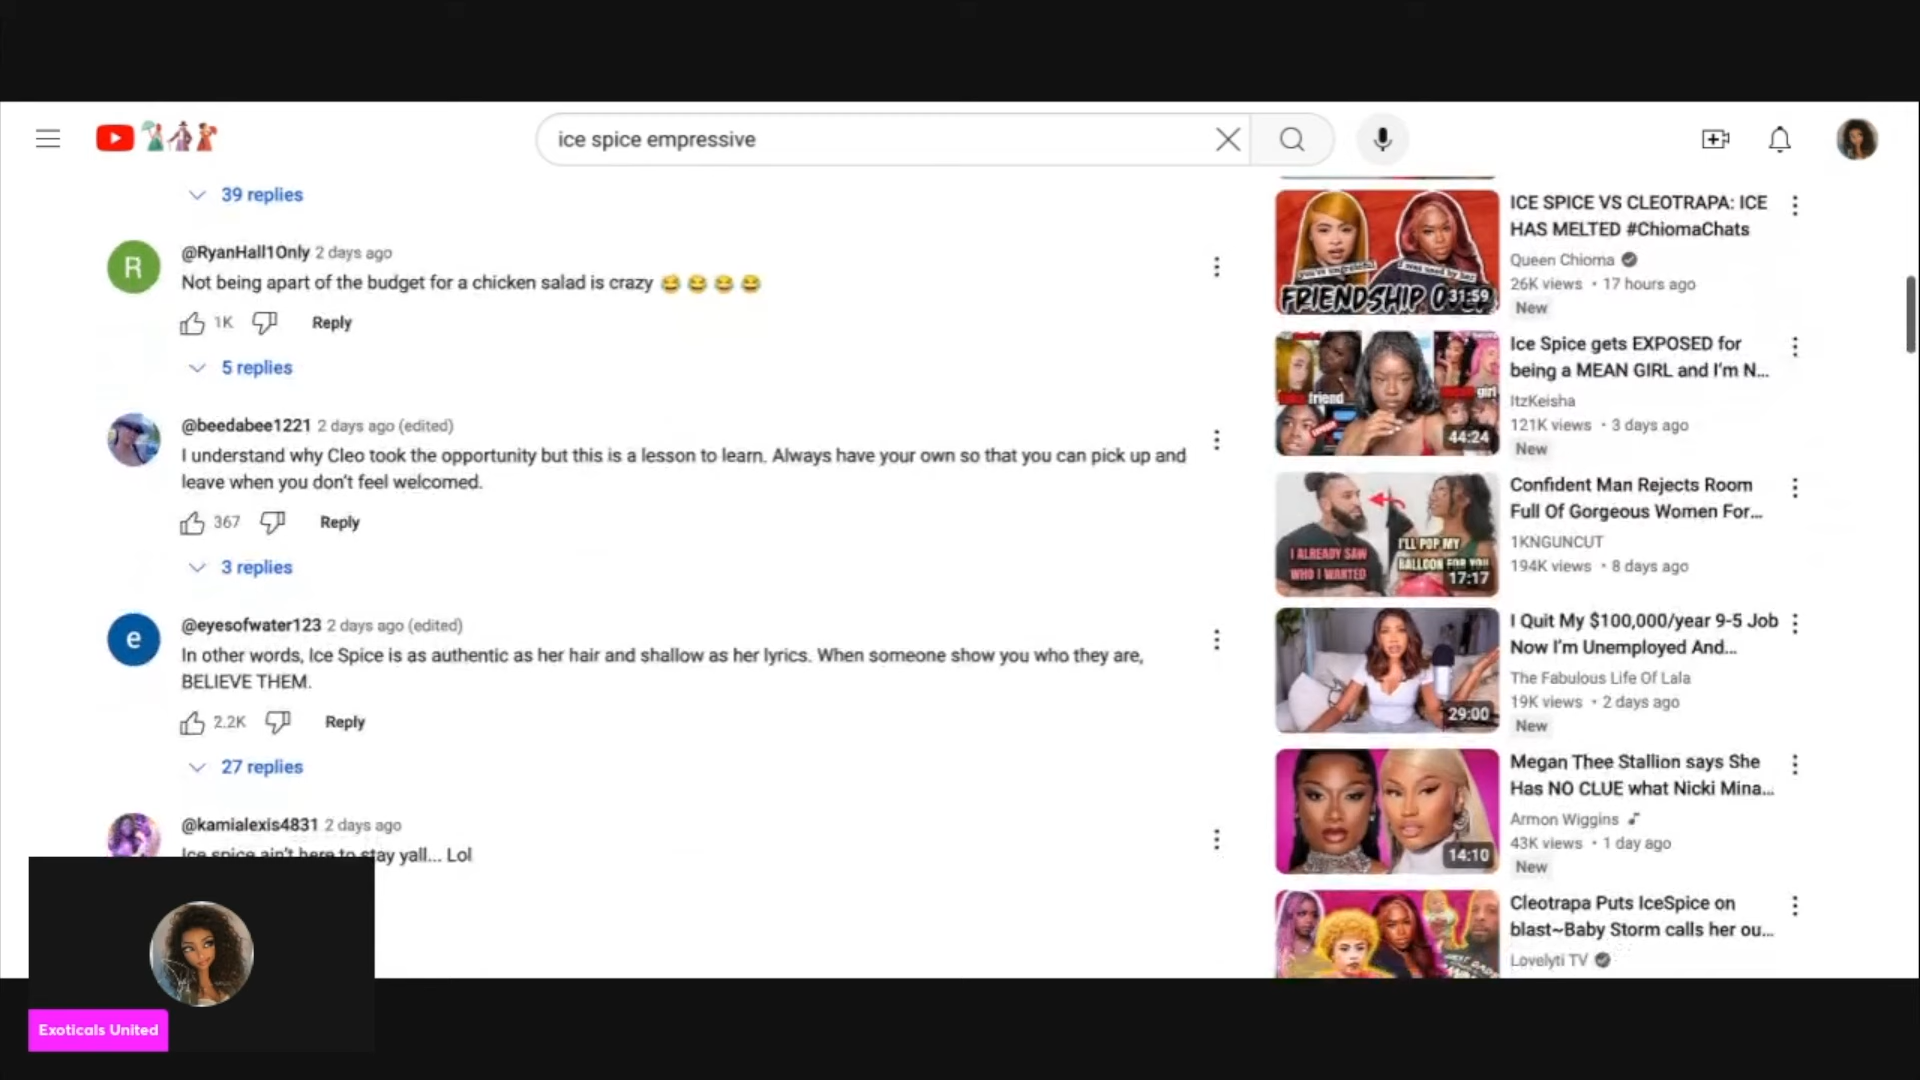 ice spice empressive
39 replies
R
@RyanHall1Only 2 days ago
Not being apart of the budget for a chicken salad is crazy 😂 😂 😂 😂
1K Reply
5 replies
@beedabee1221 2 days ago (edited)
I understand why Cleo took the opportunity but this is a lesson to learn. Always have your own so that you can pick up and
leave when you don't feel welcomed.
367 Reply
3 replies
e
@eyesofwater123 2 days ago (edited)
In other words, Ice Spice is as authentic as her hair and shallow as her lyrics. When someone show you who they are,
BELIEVE THEM.
2.2K Reply
27 replies
@kamialexis4831 2 days ago
Ice spice ain't here to stay yall... Lol
Exoticals United
FRIENDSHIP
31:59
ICE SPICE VS CLEOTRAPA: ICE
HAS MELTED #ChiomaChats
Queen Chioma
26K views • 17 hours ago
New
friend
girl
44:24
Ice Spice gets EXPOSED for
being a MEAN GIRL and I'm N...
ItzKeisha
121K views • 3 days ago
New
I ALREADY SAW
WHO I WANTED
I'LL POP MY
BALLOON FOR YOU
17:17
Confident Man Rejects Room
Full Of Gorgeous Women For...
1KNGUNCUT
194K views • 8 days ago
29:00
I Quit My $100,000/year 9-5 Job
Now I'm Unemployed And...
The Fabulous Life Of Lala
19K views • 2 days ago
New
14:10
Megan Thee Stallion says She
Has NO CLUE what Nicki Mina...
Armon Wiggins
43K views • 1 day ago
New
Cleotrapa Puts IceSpice on
blast~Baby Storm calls her ou...
Lovelyti TV